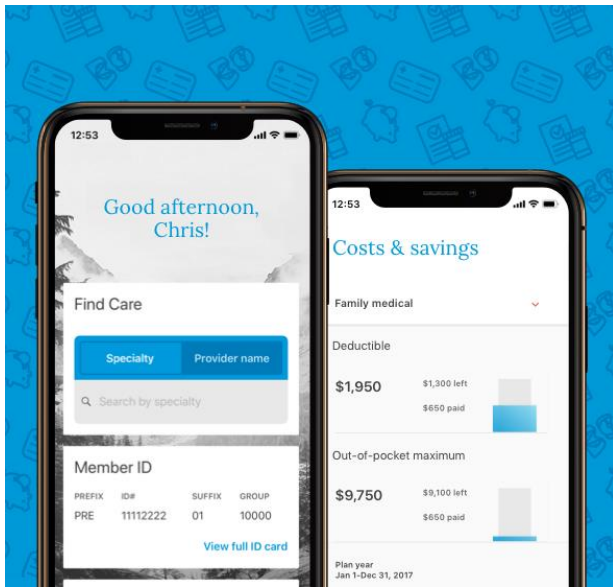 12:53
Good afternoon,
Chris!
Find Care
Specialty
Provider name
Search by specialty
Member ID
PREFIX ID# SUFFIX GROUP
PRE 11112222 01 10000
View full ID card
12:53
Costs & savings
Family medical
Deductible
$1,950
$1,300 left
$650 paid
Out-of-pocket maximum
$9,750
$9,100 left
$650 paid
Plan year
Jan 1-Dec 31, 2017